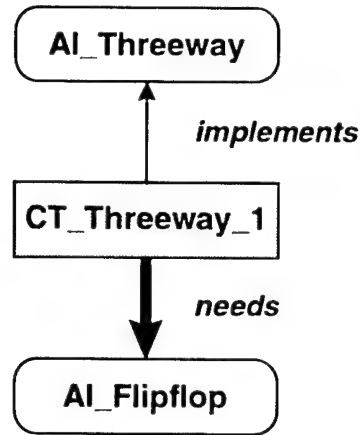 AI_Threeway
implements
CT_Threeway_1
needs
AI_Flipflop